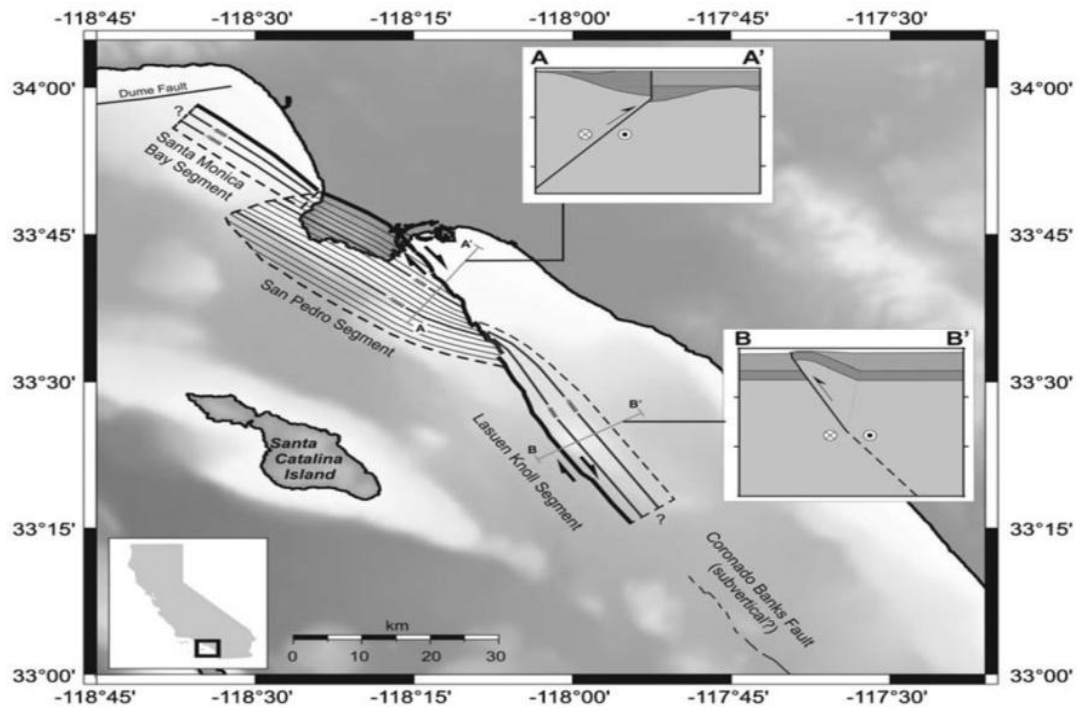 -118°45' -118°30' -118°15' -118°00' -117°45' -117°30'
34°00' 34°00'
33°45' 33°45'
33°30' 33°30'
33°15' 33°15'
33°00' 33°00'
Dume Fault
?
Santa Monica
Bay Segment
San Pedro Segment
A A'
A'
A
B B'
B'
B
Lasuen Knoll Segment
?
Santa
Catalina
Island
Coronado Banks Fault
(subvertical?)
km
0 10 20 30
-118°45' -118°30' -118°15' -118°00' -117°45' -117°30'